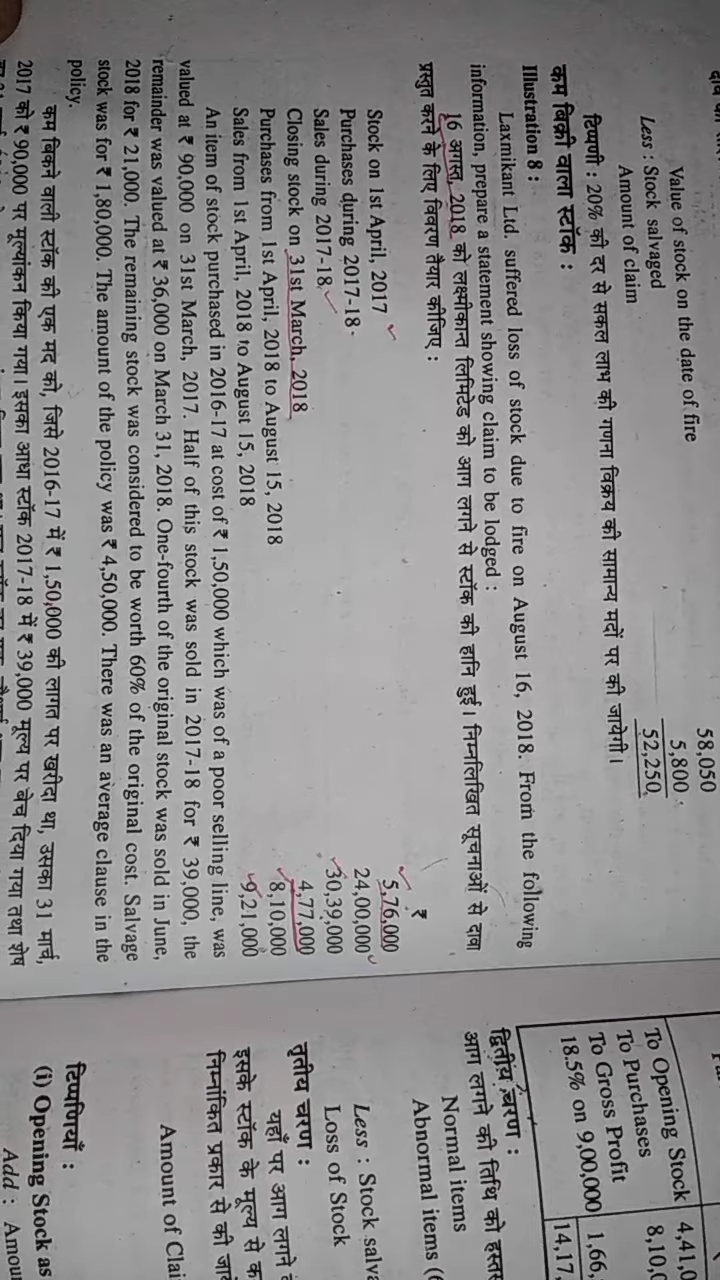 Value of stock on the date of fire 58,050
Less : Stock salvaged 5,800
Amount of claim 52,250
टिप्पणी : 20% की दर से सकल लाभ की गणना विक्रय की सामान्य मदों पर की जायेगी।
कम बिक्री वाला स्टॉक :
Illustration 8 :
Laxmikant Ltd. suffered loss of stock due to fire on August 16, 2018. From the following
information, prepare a statement showing claim to be lodged :
16 अगस्त, 2018 को लक्ष्मीकान्त लिमिटेड को आग लगने से स्टॉक की हानि हुई। निम्नलिखित सूचनाओं से दावा
प्रस्तुत करने के लिए विवरण तैयार कीजिए :
₹
Stock on 1st April, 2017 5,76,000
Purchases during 2017-18 24,00,000
Sales during 2017-18 30,39,000
Closing stock on 31st March, 2018 4,77,000
Purchases from 1st April, 2018 to August 15, 2018 8,10,000
Sales from 1st April, 2018 to August 15, 2018 9,21,000
An item of stock purchased in 2016-17 at cost of ₹ 1,50,000 which was of a poor selling line, was
valued at ₹ 90,000 on 31st March, 2017. Half of this stock was sold in 2017-18 for ₹ 39,000, the
remainder was valued at ₹ 36,000 on March 31, 2018. One-fourth of the original stock was sold in June,
2018 for ₹ 21,000. The remaining stock was considered to be worth 60% of the original cost. Salvage
stock was for ₹ 1,80,000. The amount of the policy was ₹ 4,50,000. There was an average clause in the
policy.
कम बिकने वाली स्टॉक की एक मद को, जिसे 2016-17 में ₹ 1,50,000 की लागत पर खरीदा था, उसका 31 मार्च,
2017 को ₹ 90,000 पर मूल्यांकन किया गया। इसका आधा स्टॉक 2017-18 में ₹ 39,000 मूल्य पर बेच दिया गया तथा शेष
To Opening Stock 4,41,0
To Purchases 8,10,
To Gross Profit
18.5% on 9,00,000 1,66,
14,17,
द्वितीय चरण :
आग लगने की तिथि को हस्तस
Normal items
Abnormal items (6
Less : Stock salva
Loss of Stock
तृतीय चरण :
यहाँ पर आग लगने
इसके स्टॉक के मूल्य से क
निम्नांकित प्रकार से की जा
Amount of Clai
टिप्पणियाँ :
(i) Opening Stock as
Add : Amou